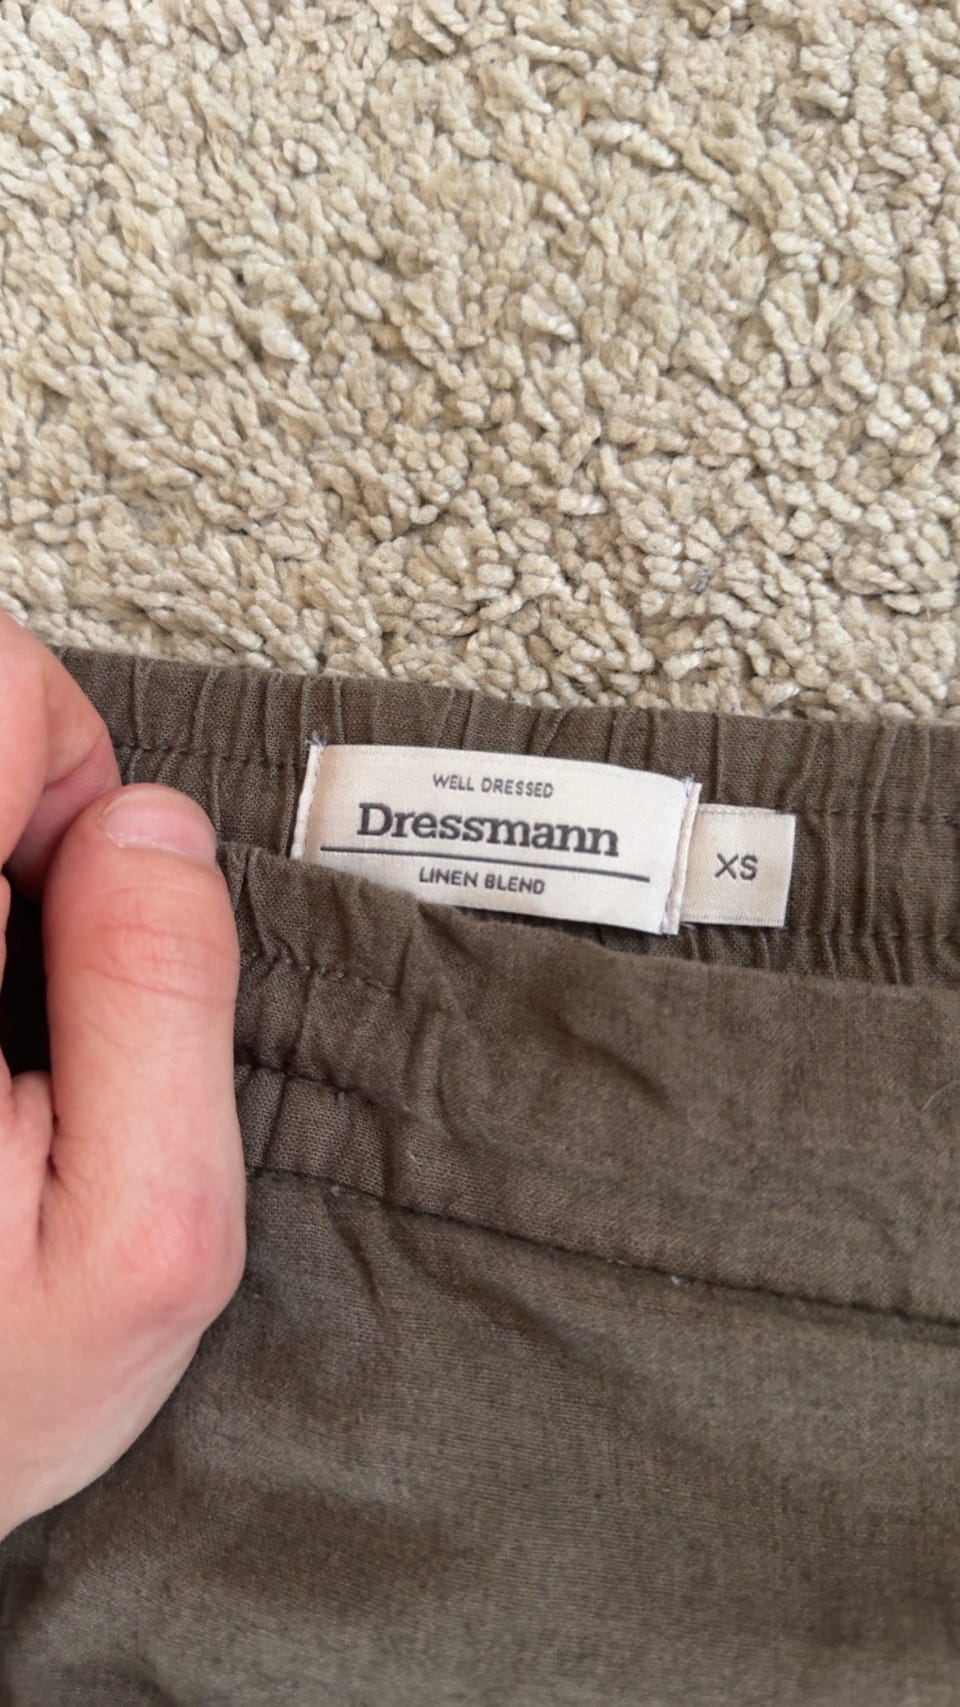 WELL DRESSED
Dressmann
LINEN BLEND
XS